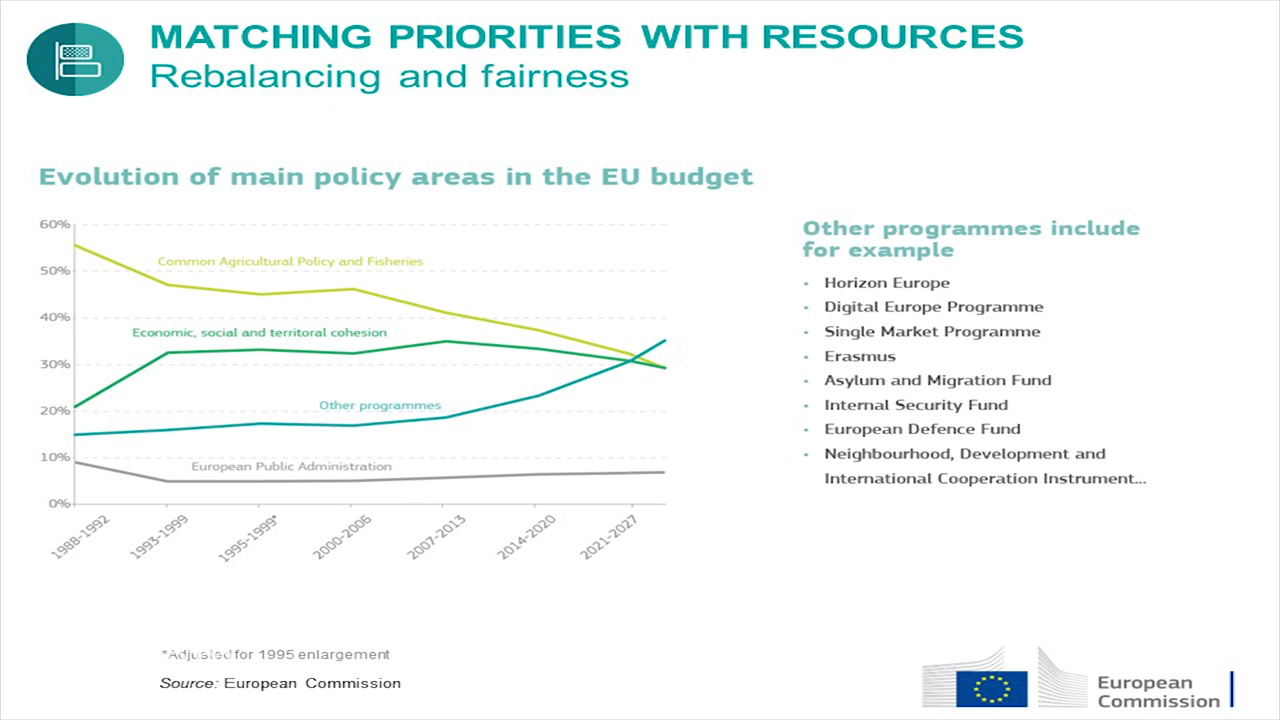 MATCHING PRIORITIES WITH RESOURCES
Rebalancing and fairness
Evolution of main policy areas in the EU budget
60%
50%
40%
30%
20%
10%
0%
Common Agricultural Policy and Fisheries
Economic, social and territoral cohesion
Other programmes
European Public Administration
1988-1992
1993-1999
1995-1999*
2000-2006
2007-2013
2014-2020
2021-2027
Other programmes include
for example
• Horizon Europe
• Digital Europe Programme
• Single Market Programme
• Erasmus
• Asylum and Migration Fund
• Internal Security Fund
• European Defence Fund
• Neighbourhood, Development and
International Cooperation Instrument...
*Adjusted for 1995 enlargement
Source: European Commission
European
Commission